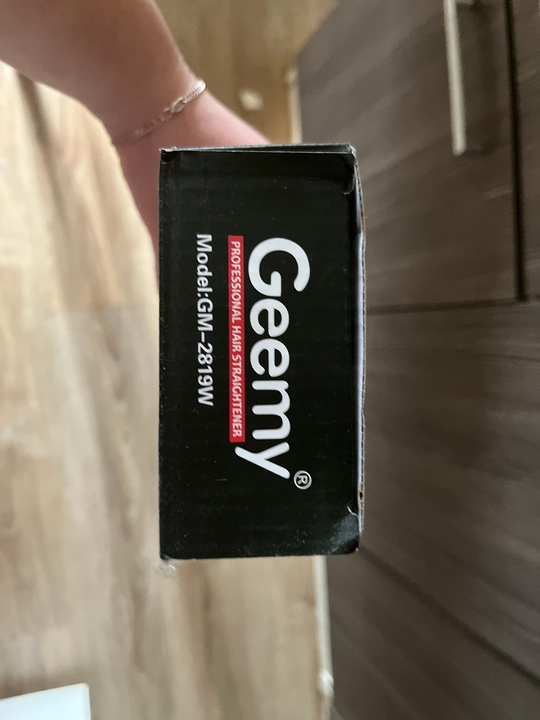 Geemy®
PROFESSIONAL HAIR STRAIGHTENER
Model:GM-2819W